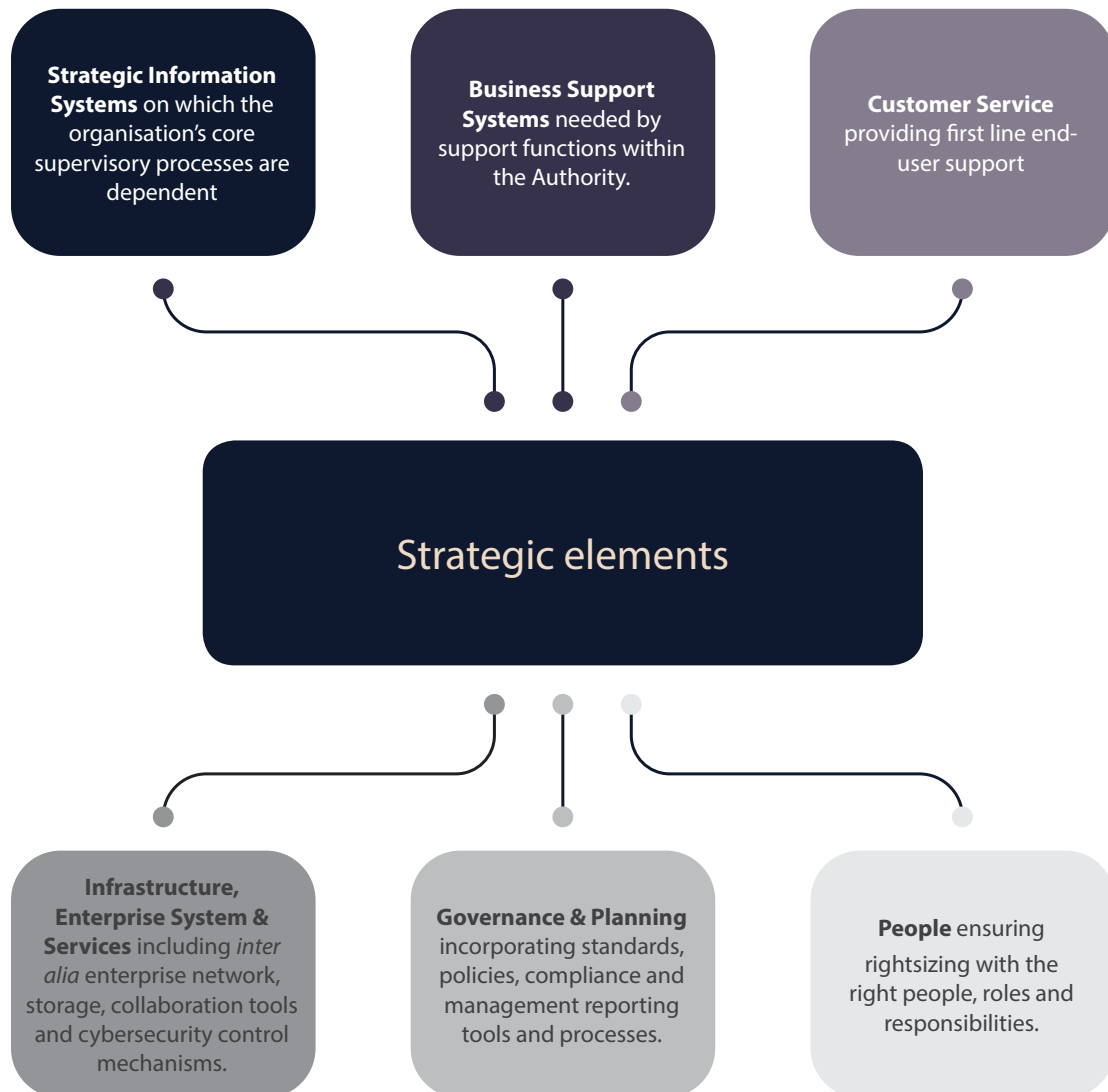 Strategic Information
Systems on which the
organisation’s core
supervisory processes are
dependent
Business Support
Systems needed by
support functions within
the Authority.
Customer Service
providing first line end-
user support
Strategic elements
Infrastructure,
Enterprise System &
Services including inter
alia enterprise network,
storage, collaboration tools
and cybersecurity control
mechanisms.
Governance & Planning
incorporating standards,
policies, compliance and
management reporting
tools and processes.
People ensuring
rightsizing with the
right people, roles and
responsibilities.